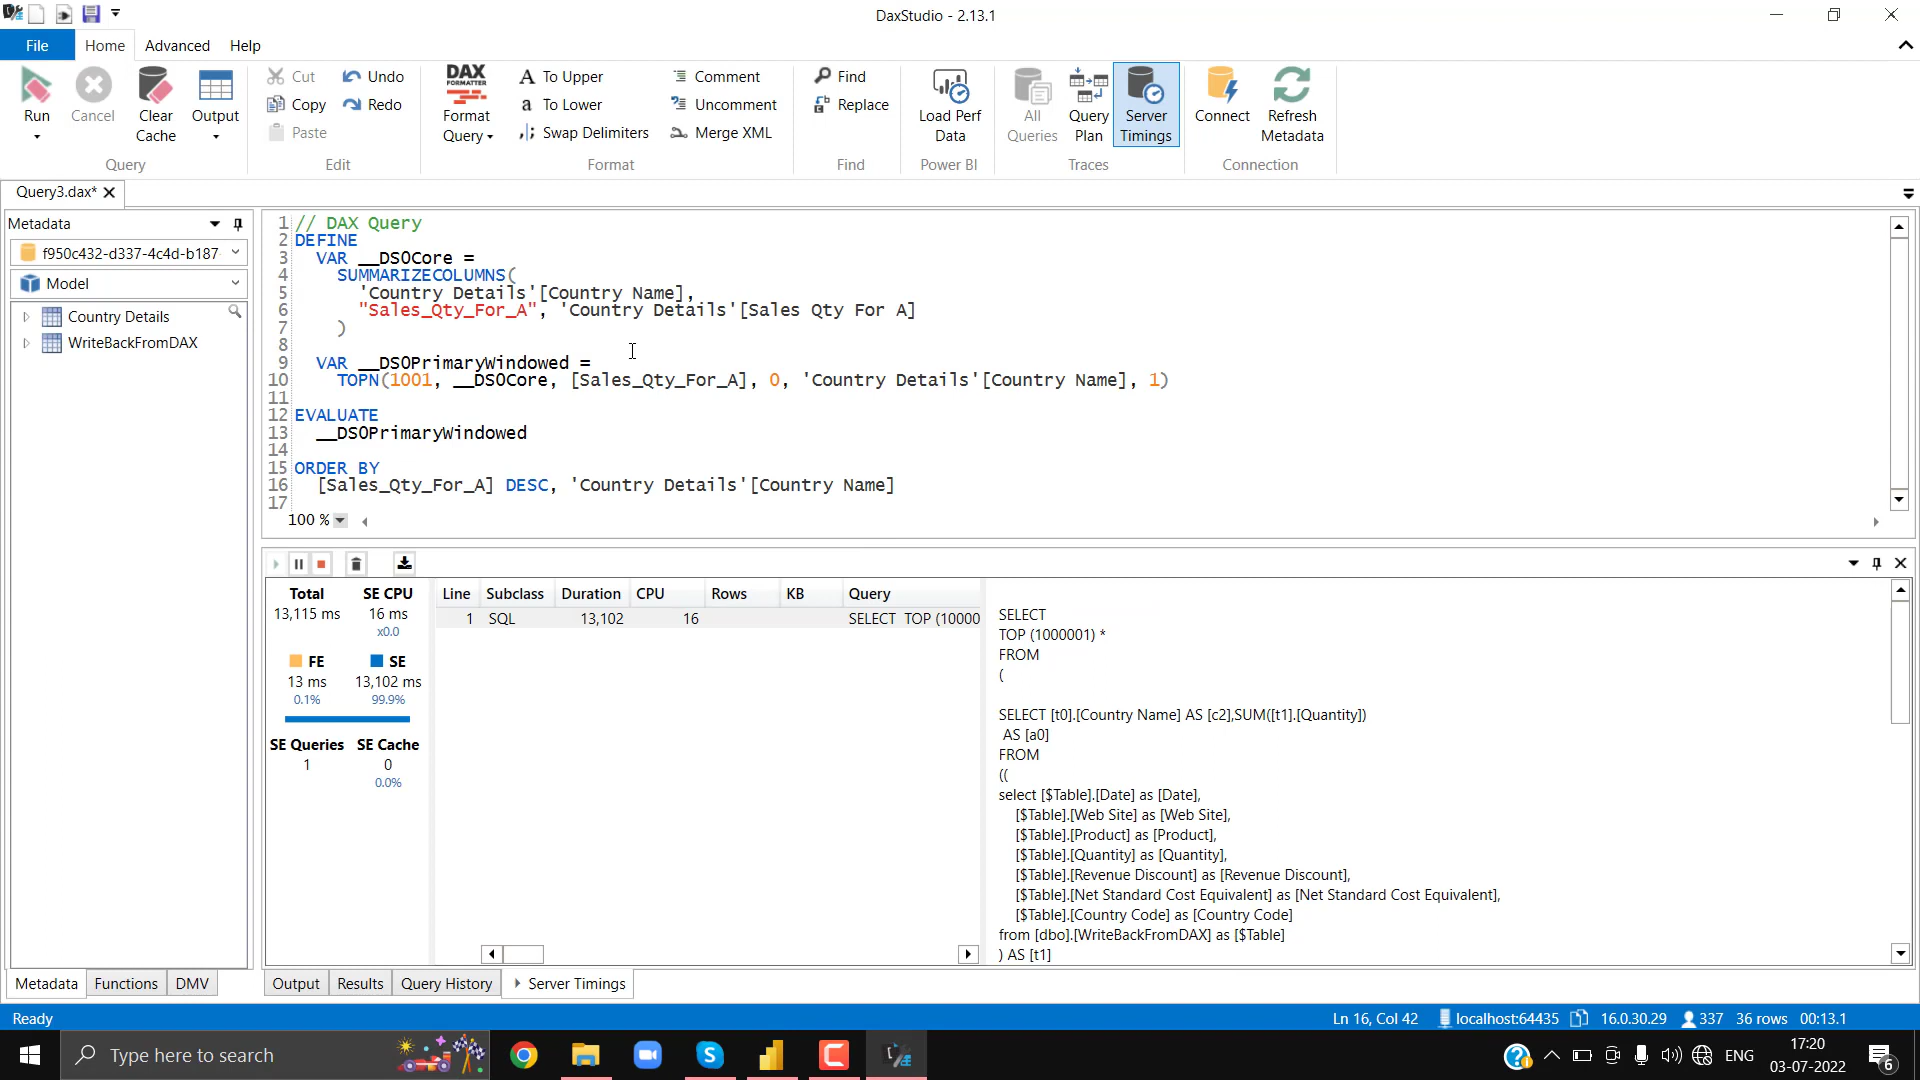 DaxStudio - 2.13.1
File Home Advanced Help
Run
Cancel
Clear
Cache
Output
Query
Cut
Copy
Paste
Undo
Redo
Edit
DAX
FORMATTER
Format
Query
To Upper
To Lower
Swap Delimiters
Comment
Uncomment
Merge XML
Format
Find
Replace
Find
Load Perf
Data
Power BI
All
Queries
Query
Plan
Server
Timings
Traces
Connect
Refresh
Metadata
Connection
Query3.dax*
Metadata
f950c432-d337-4c4d-b187
Model
Country Details
WriteBackFromDAX
1 // DAX Query
2 DEFINE
3 VAR __DS0Core =
4 SUMMARIZECOLUMNS(
5 'Country Details'[Country Name],
6 "Sales_Qty_For_A", 'Country Details'[Sales Qty For A]
7 )
8
9 VAR __DS0PrimaryWindowed =
10 TOPN(1001, __DS0Core, [Sales_Qty_For_A], 0, 'Country Details'[Country Name], 1)
11
12 EVALUATE
13 __DS0PrimaryWindowed
14
15 ORDER BY
16 [Sales_Qty_For_A] DESC, 'Country Details'[Country Name]
17
100 %
Total SE CPU
13,115 ms 16 ms
x0.0
FE SE
13 ms 13,102 ms
0.1% 99.9%
SE Queries SE Cache
1 0
0.0%
Line Subclass Duration CPU Rows KB Query
1 SQL 13,102 16 SELECT TOP (10000
SELECT
TOP (1000001) *
FROM
(
SELECT [t0].[Country Name] AS [c2],SUM([t1].[Quantity])
AS [a0]
FROM
((
select [$Table].[Date] as [Date],
[$Table].[Web Site] as [Web Site],
[$Table].[Product] as [Product],
[$Table].[Quantity] as [Quantity],
[$Table].[Revenue Discount] as [Revenue Discount],
[$Table].[Net Standard Cost Equivalent] as [Net Standard Cost Equivalent],
[$Table].[Country Code] as [Country Code]
from [dbo].[WriteBackFromDAX] as [$Table]
) AS [t1]
Metadata Functions DMV
Output Results Query History Server Timings
Ready
Ln 16, Col 42 localhost:64435 16.0.30.29 337 36 rows 00:13.1
Type here to search
ENG
17:20
03-07-2022
6